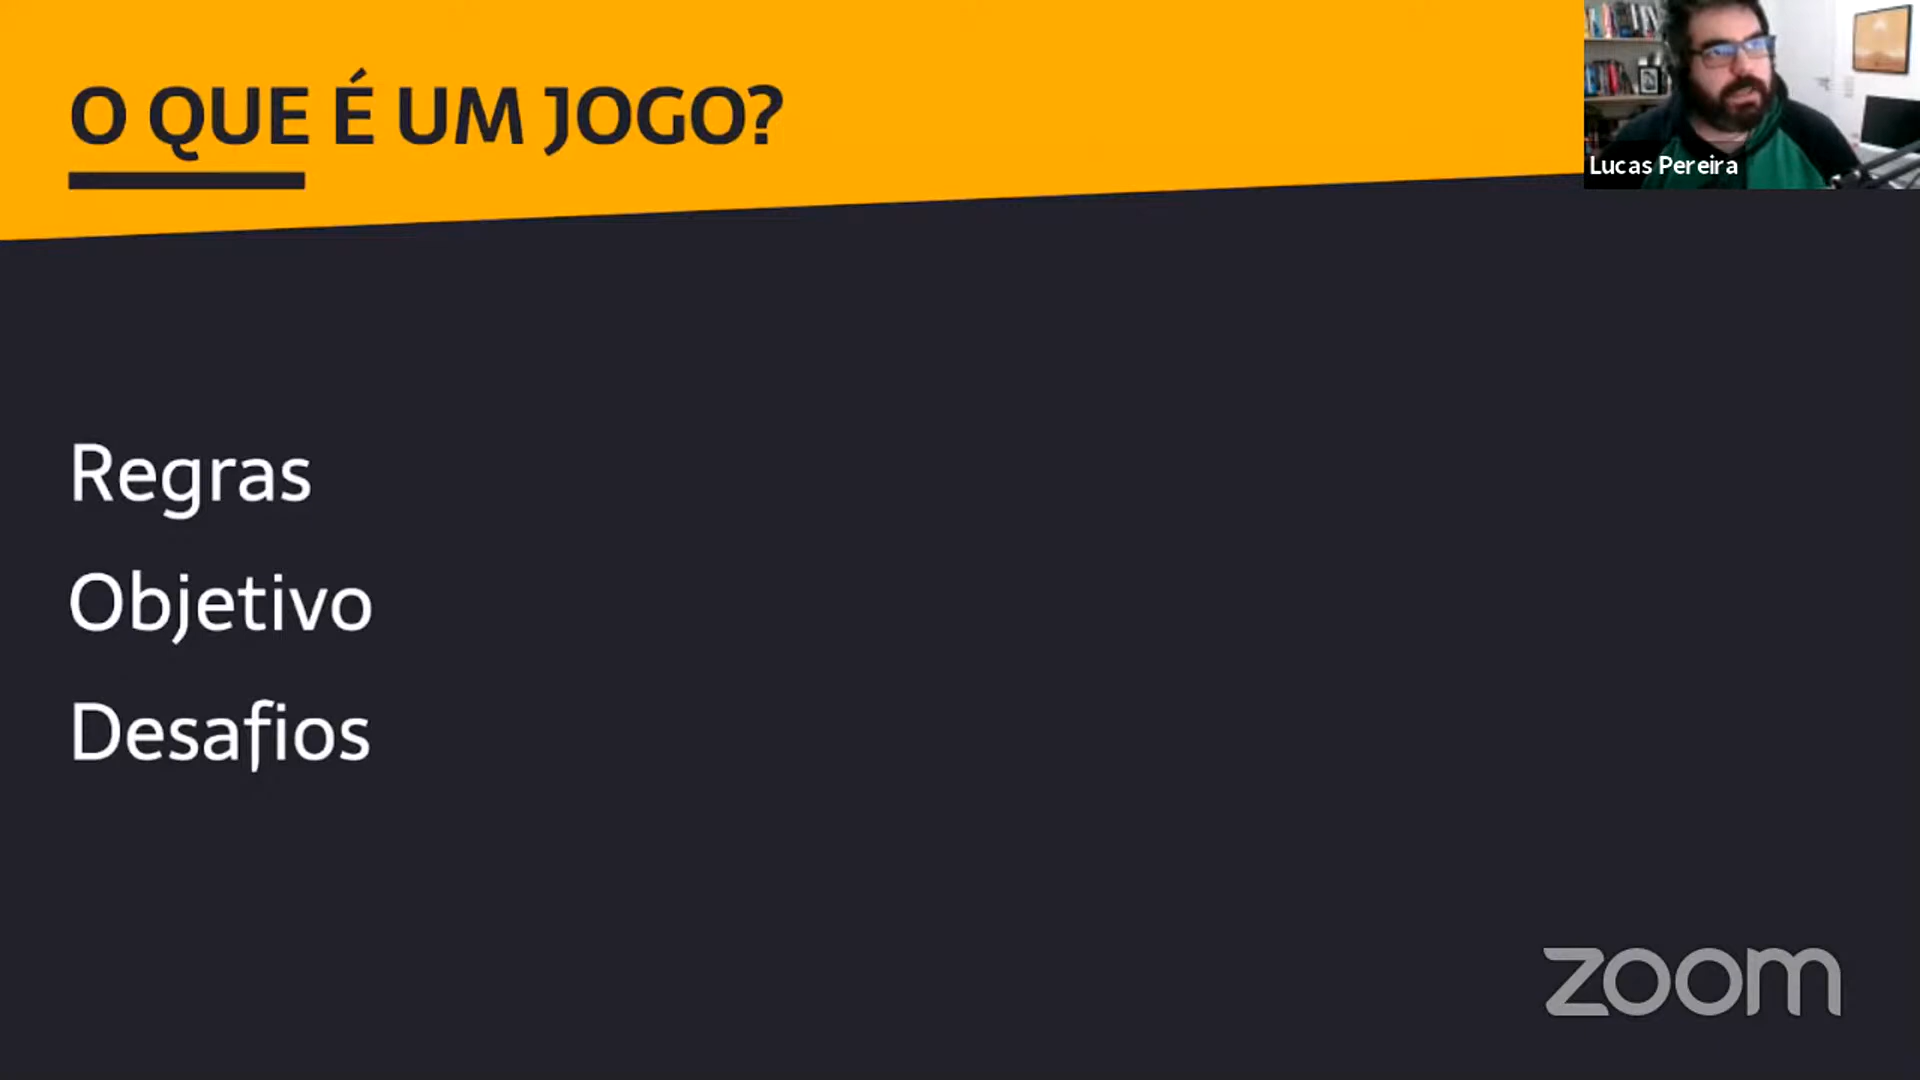 O QUE É UM JOGO?
Lucas Pereira
Regras
Objetivo
Desafios
zoom